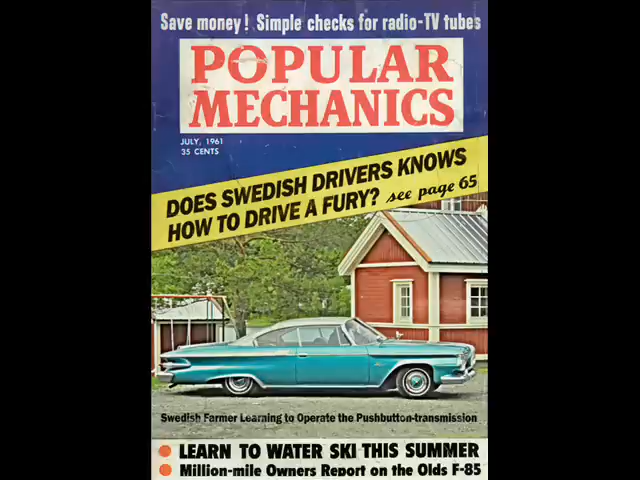 Save money! Simple checks for radio-TV tubes
POPULAR
MECHANICS
JULY, 1961
35 CENTS
DOES SWEDISH DRIVERS KNOWS
HOW TO DRIVE A FURY? see page 65
Swedish Farmer Learning to Operate the Pushbutton-transmission
LEARN TO WATER SKI THIS SUMMER
Million-mile Owners Report on the Olds F-85